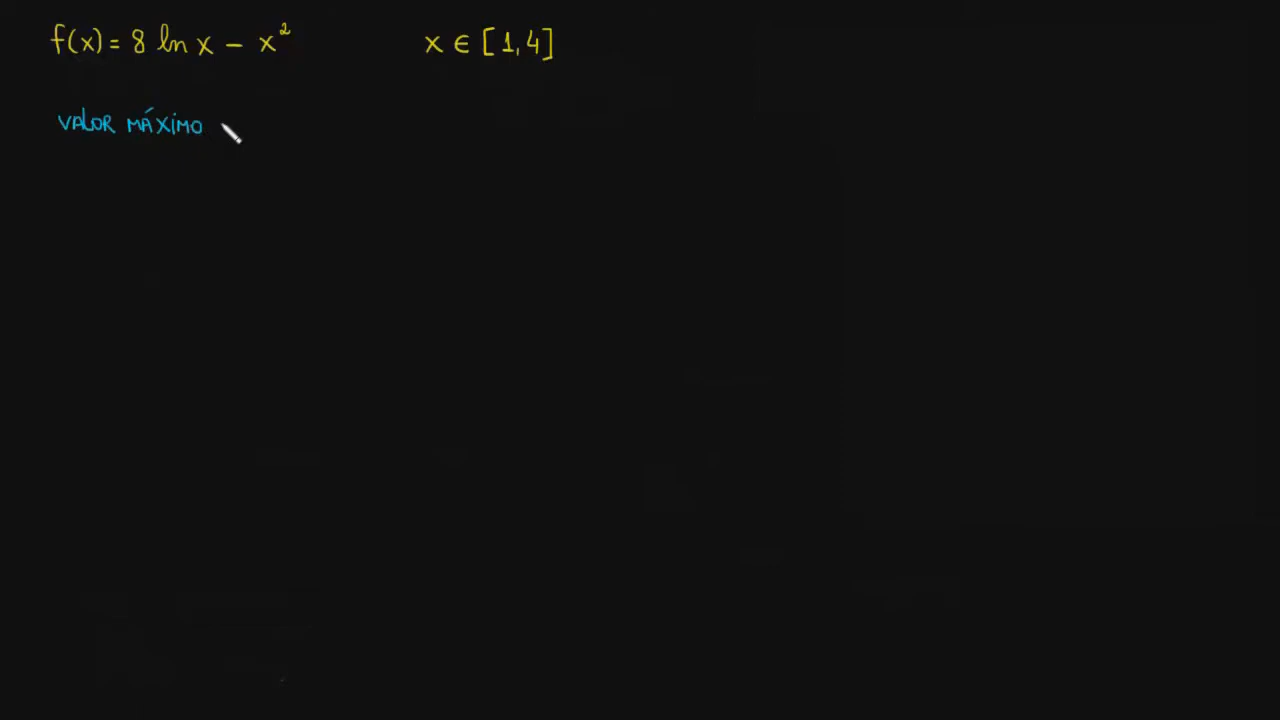 f(x) = 8 ln x − x² x ∈ [1,4]
VALOR MÁXIMO